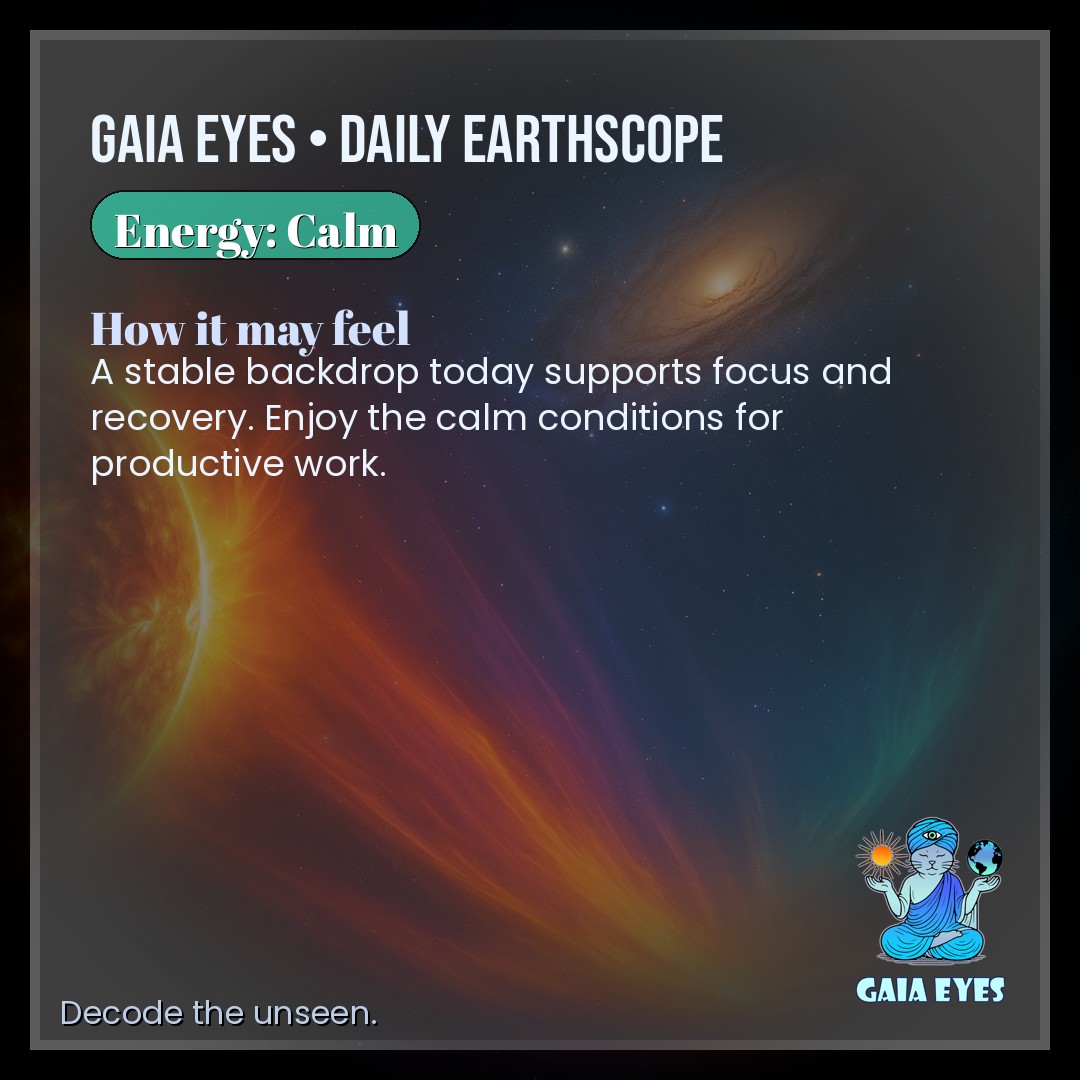 GAIA EYES • DAILY EARTHSCOPE
Energy: Calm
How it may feel
A stable backdrop today supports focus and
recovery. Enjoy the calm conditions for
productive work.
GAIA EYES
Decode the unseen.